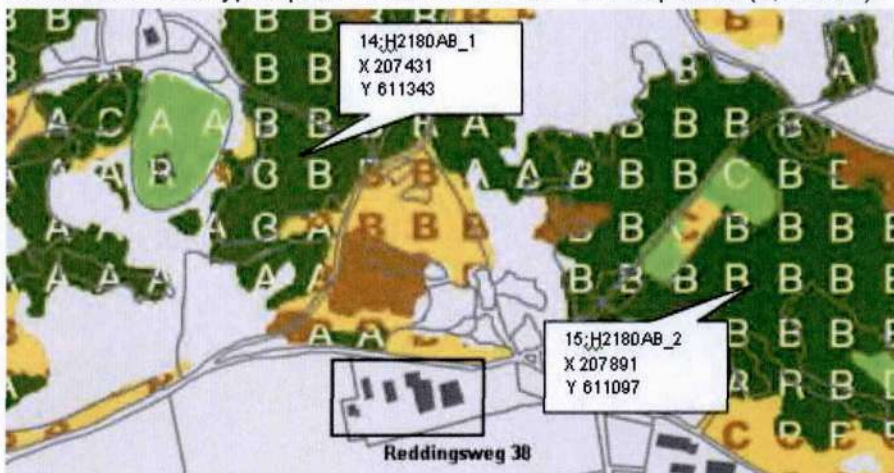 B B B B
B B B B A
14;H2180AB_1
X 207431
Y 611343
A C A A B B B R A B B B B B
A A R G B B B A A A B B B C B
A A A G A B B B B B C B B B B
A A A A A A B B B B B B
15;H2180AB_2
X 207891
Y 611097
A A B B B
A R B
C C
Reddingsweg 38